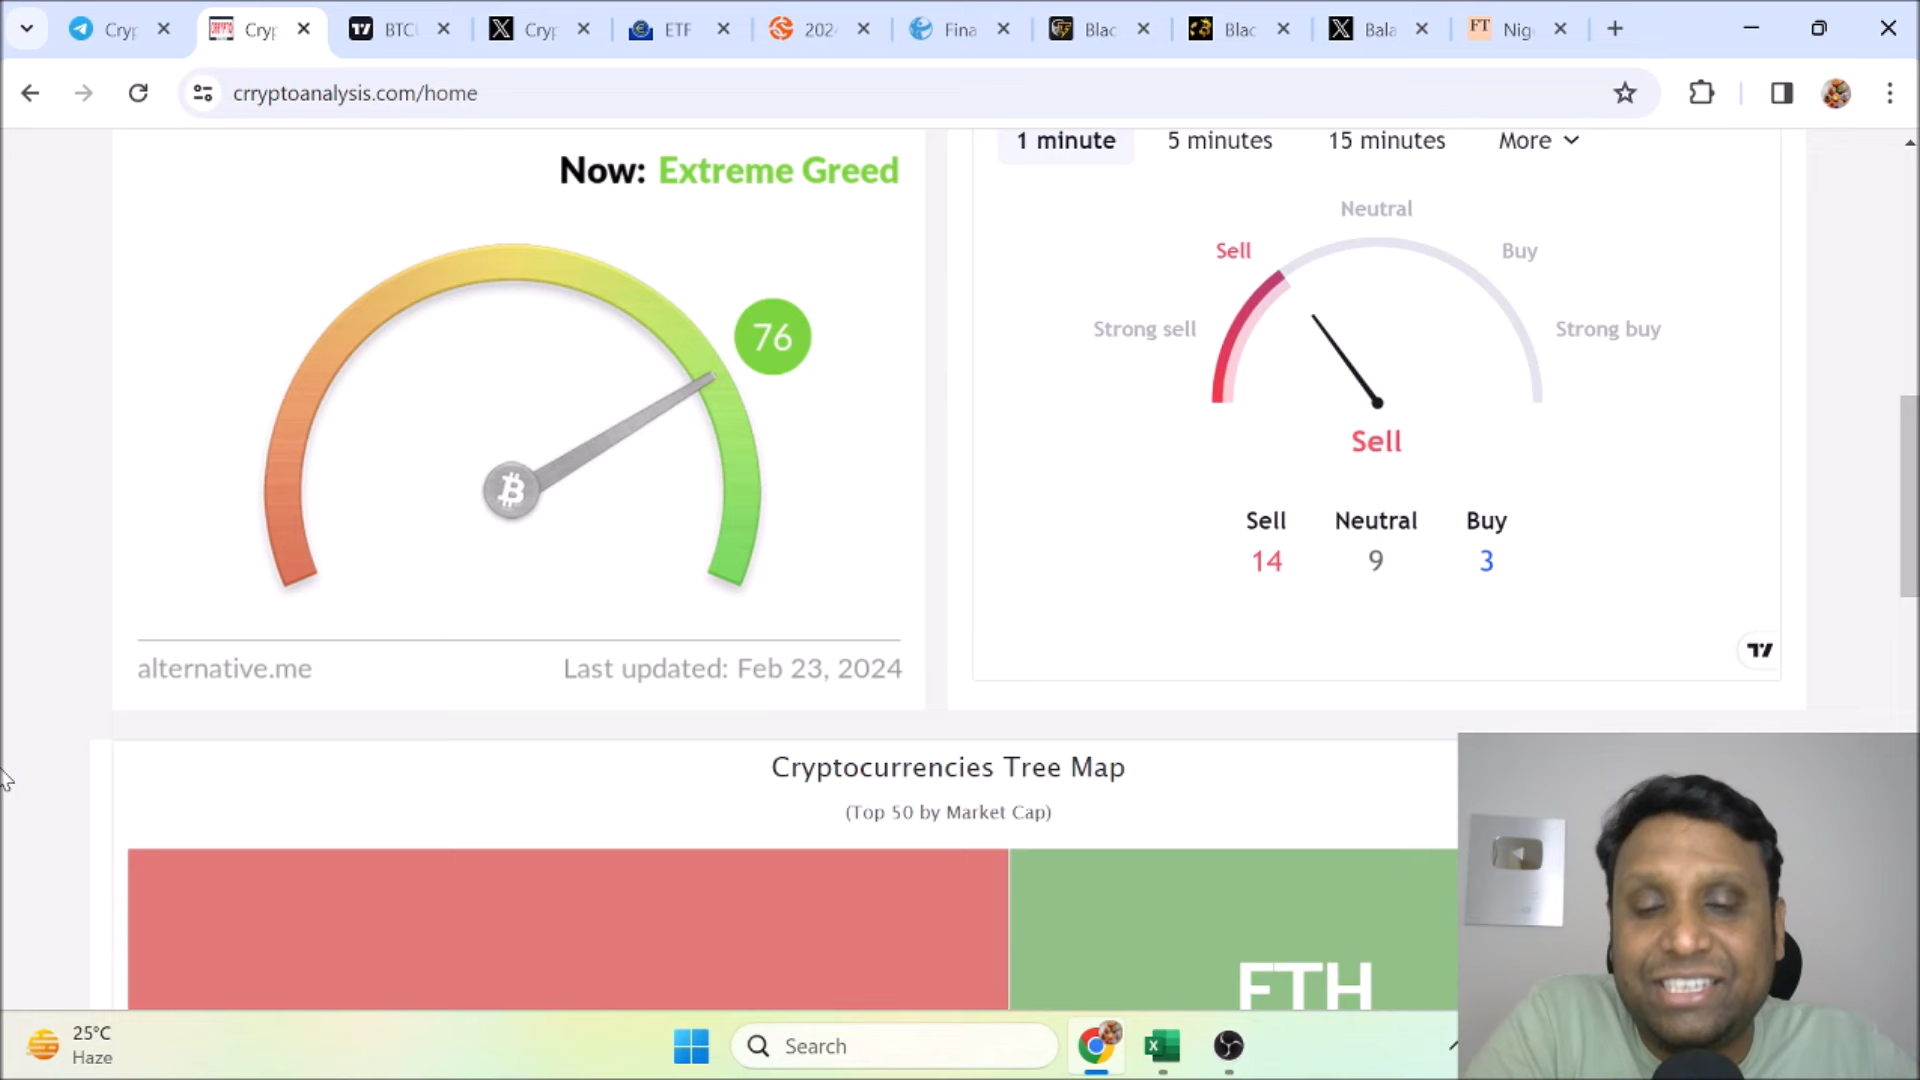 Cryp
Cryp
BTC
Cryp
ETF
202
Fina
Blac
Blac
Bala
FT
Nig
crryptoanalysis.com/home
Now: Extreme Greed
76
alternative.me
Last updated: Feb 23, 2024
1 minute
5 minutes
15 minutes
More
Neutral
Sell
Buy
Strong sell
Strong buy
Sell
Sell Neutral Buy
14 9 3
Cryptocurrencies Tree Map
(Top 50 by Market Cap)
ETH
25°C
Haze
Search